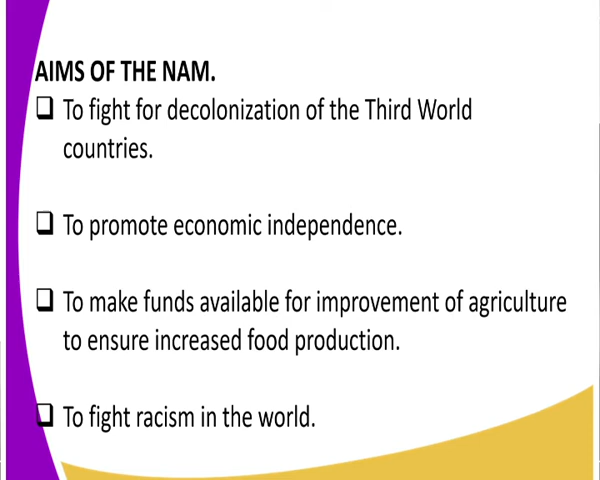 AIMS OF THE NAM.
❑ To fight for decolonization of the Third World
countries.
❑ To promote economic independence.
❑ To make funds available for improvement of agriculture
to ensure increased food production.
❑ To fight racism in the world.